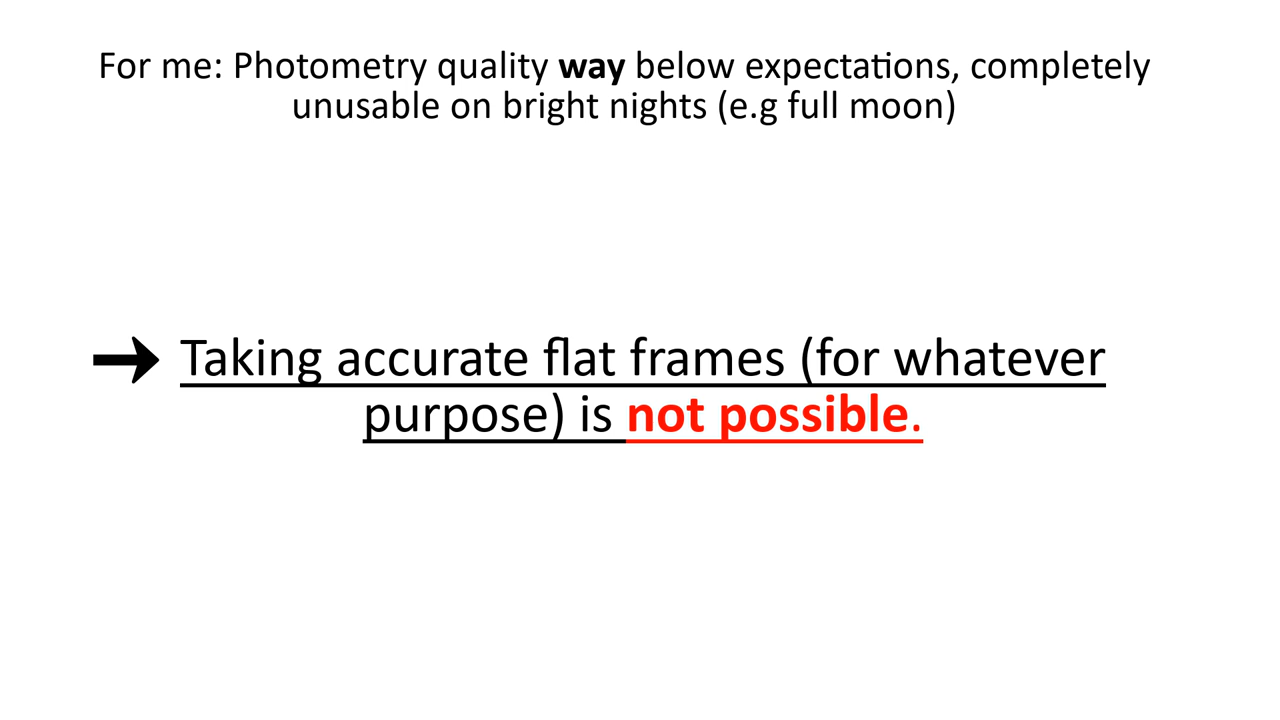 For me: Photometry quality way below expectations, completely
unusable on bright nights (e.g full moon)
→ Taking accurate flat frames (for whatever
purpose) is not possible.